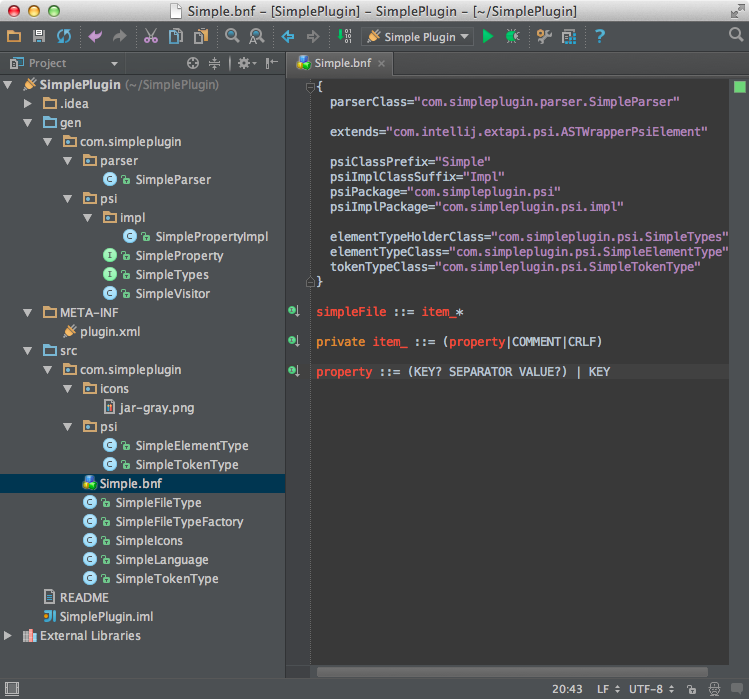 Simple.bnf - [SimplePlugin] - SimplePlugin - [~/SimplePlugin]
Simple Plugin
Project
Simple.bnf
SimplePlugin (~/SimplePlugin)
.idea
gen
com.simpleplugin
parser
SimpleParser
psi
impl
SimplePropertyImpl
SimpleProperty
SimpleTypes
SimpleVisitor
META-INF
plugin.xml
src
com.simpleplugin
icons
jar-gray.png
psi
SimpleElementType
SimpleTokenType
Simple.bnf
SimpleFileType
SimpleFileTypeFactory
SimpleIcons
SimpleLanguage
SimpleTokenType
README
SimplePlugin.iml
External Libraries
{
parserClass="com.simpleplugin.parser.SimpleParser"
extends="com.intellij.extapi.psi.ASTWrapperPsiElement"
psiClassPrefix="Simple"
psiImplClassSuffix="Impl"
psiPackage="com.simpleplugin.psi"
psiImplPackage="com.simpleplugin.psi.impl"
elementTypeHolderClass="com.simpleplugin.psi.SimpleTypes"
elementTypeClass="com.simpleplugin.psi.SimpleElementType"
tokenTypeClass="com.simpleplugin.psi.SimpleTokenType"
}
simpleFile ::= item_*
private item_ ::= (property|COMMENT|CRLF)
property ::= (KEY? SEPARATOR VALUE?) | KEY
20:43 LF UTF-8